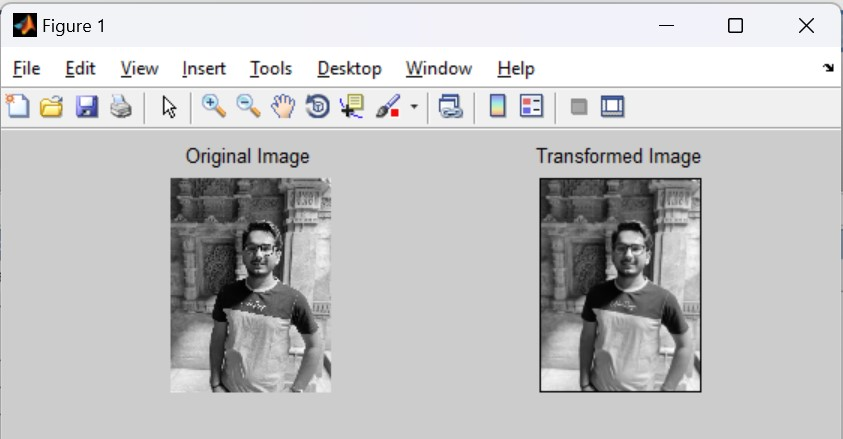 Figure 1
File Edit View Insert Tools Desktop Window Help
Original Image Transformed Image